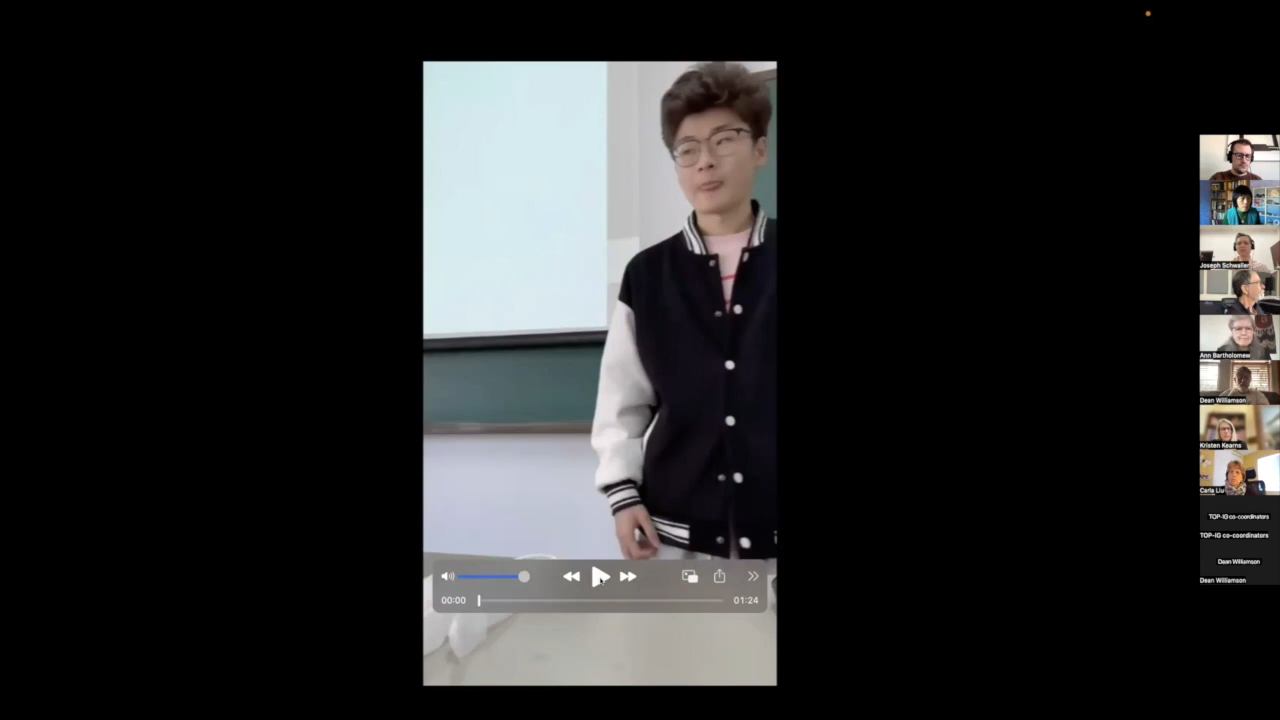 Joseph Schwaller
Ann Bartholomew
Dean Williamson
Kristen Kearns
Carla Liu
TOP-IG co-coordinators
TOP-IG co-coordinators
Dean Williamson
Dean Williamson
00:00
01:24